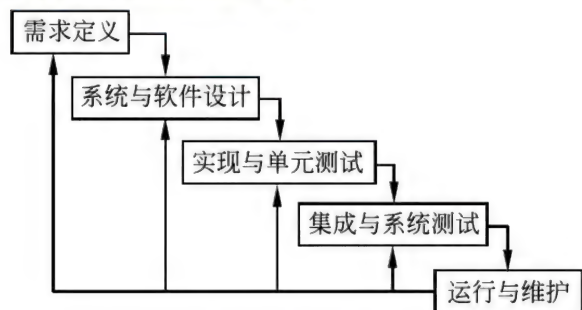 需求定义
系统与软件设计
实现与单元测试
集成与系统测试
运行与维护